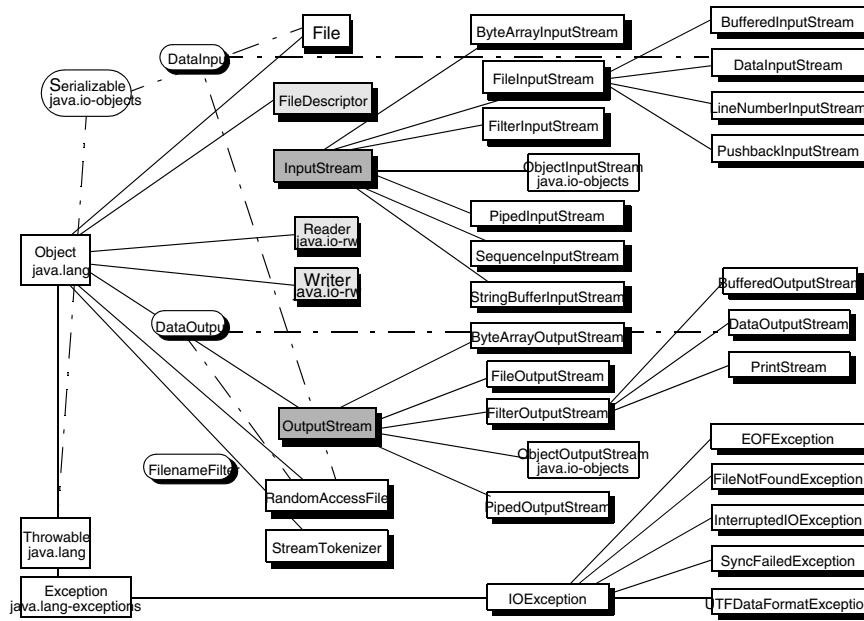 File
ByteArrayInputStream
BufferedInputStream
DataInpu
DataInputStream
Serializable
java.io-objects
FileInputStream
FileDescriptor
LineNumberInputStream
FilterInputStream
PushbackInputStream
InputStream
ObjectInputStream
java.io-objects
PipedInputStream
Reader
java.io-rw
Object
java.lang
SequenceInputStream
Writer
java.io-rw
StringBufferInputStream
BufferedOutputStream
DataOutpu
ByteArrayOutputStream
DataOutputStream
FileOutputStream
PrintStream
OutputStream
FilterOutputStream
EOFException
ObjectOutputStream
java.io-objects
FilenameFilter
FileNotFoundException
RandomAccessFile
PipedOutputStream
InterruptedIOException
Throwable
java.lang
StreamTokenizer
SyncFailedException
Exception
java.lang-exceptions
IOException
UTFDataFormatExceptio